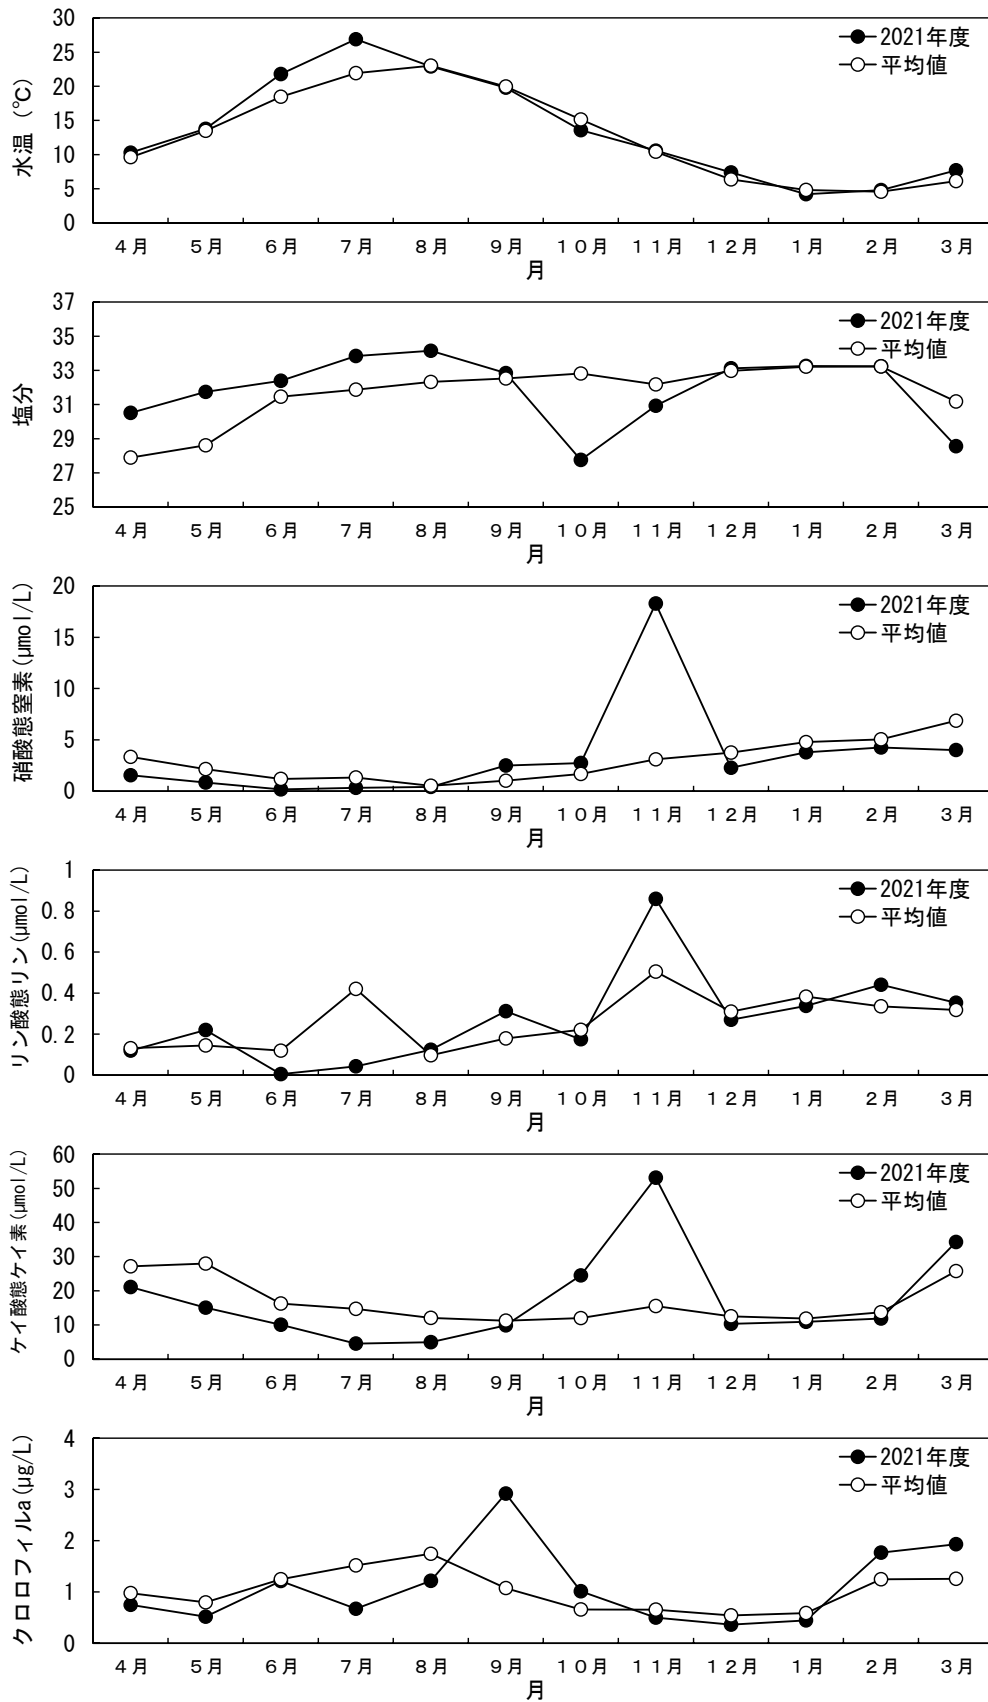 30
25
20
15
10
5
0
水温 (℃)
2021年度
平均値
4月 5月 6月 7月 8月 9月 10月 11月 12月 1月 2月 3月
月
37
35
33
31
29
27
25
塩分
2021年度
平均値
4月 5月 6月 7月 8月 9月 10月 11月 12月 1月 2月 3月
月
20
15
10
5
0
硝酸態窒素(μmol/L)
2021年度
平均値
4月 5月 6月 7月 8月 9月 10月 11月 12月 1月 2月 3月
月
1
0.8
0.6
0.4
0.2
0
リン酸態リン(μmol/L)
2021年度
平均値
4月 5月 6月 7月 8月 9月 10月 11月 12月 1月 2月 3月
月
60
50
40
30
20
10
0
ケイ酸態ケイ素(μmol/L)
2021年度
平均値
4月 5月 6月 7月 8月 9月 10月 11月 12月 1月 2月 3月
月
4
3
2
1
0
クロロフィルa(μg/L)
2021年度
平均値
4月 5月 6月 7月 8月 9月 10月 11月 12月 1月 2月 3月
月